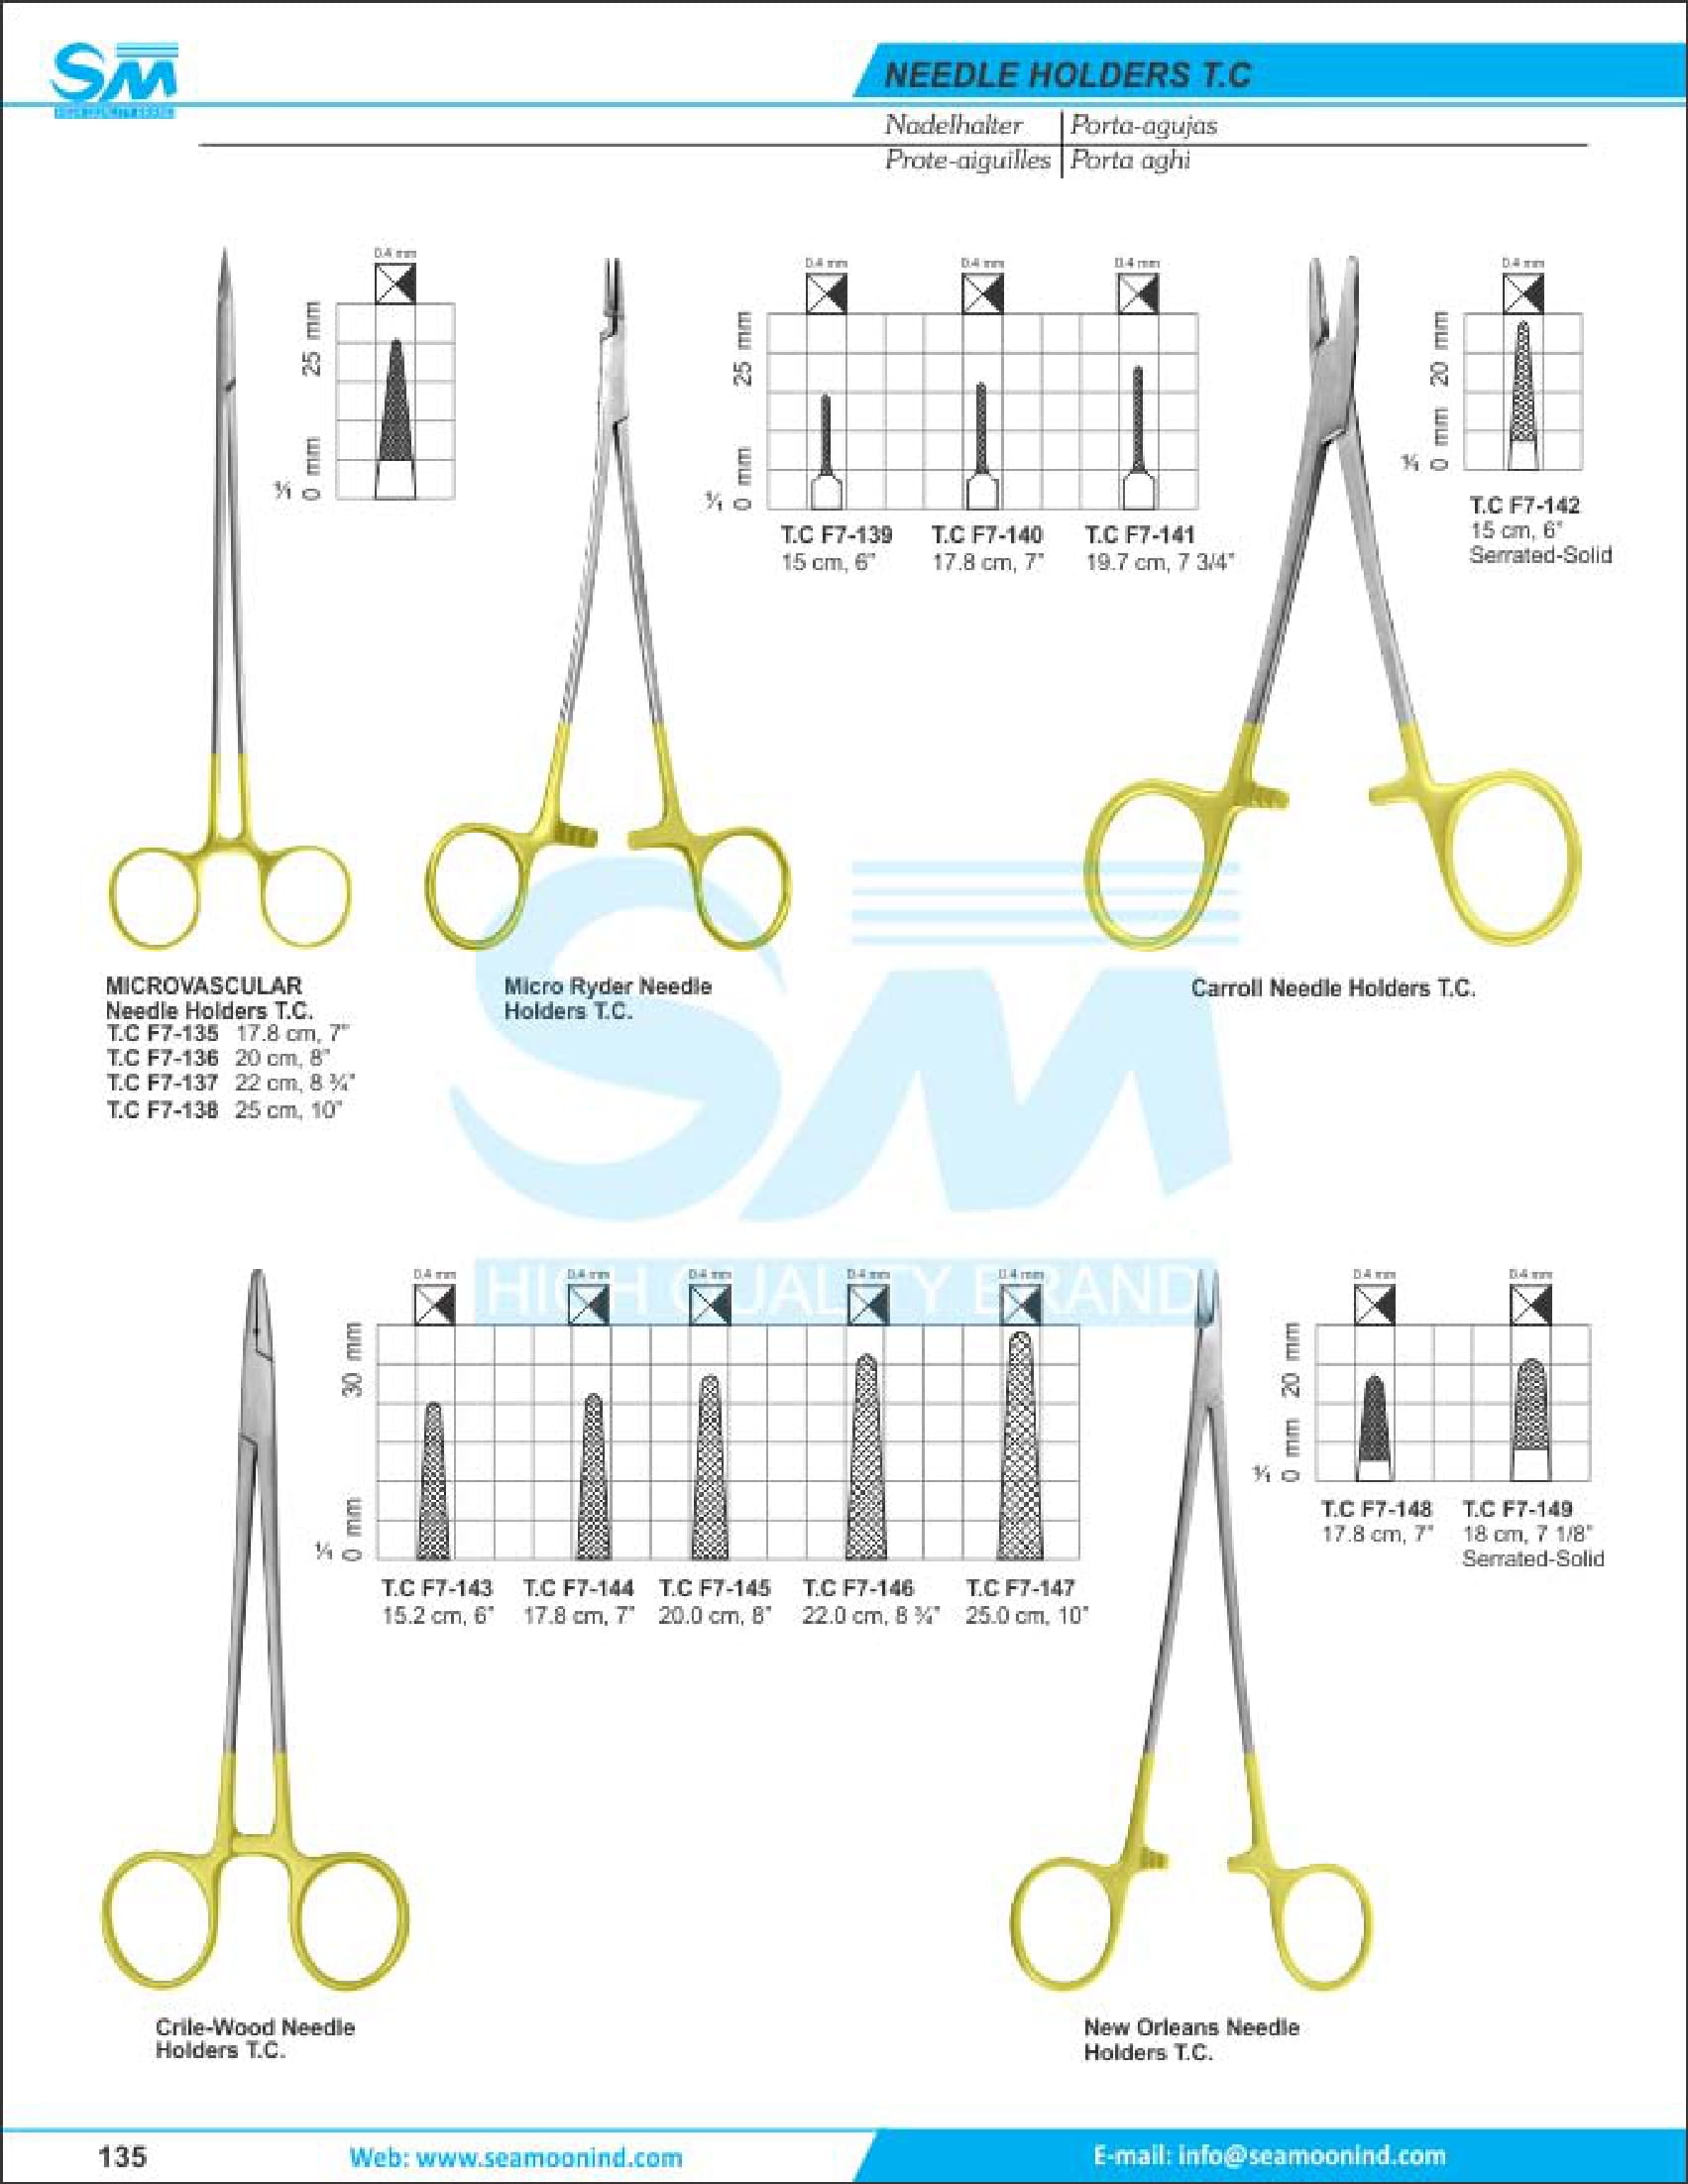 SM
NEEDLE HOLDERS T.C
Nadelhalter
Porta-agujas
Prote-aiguilles
Porta aghi
0.4 mm
25 mm
0 mm
1/1
0.4 mm
0.4 mm
0.4 mm
25 mm
0 mm
1/1
T.C F7-139
15 cm, 6"
T.C F7-140
17.8 cm, 7"
T.C F7-141
19.7 cm, 7 3/4"
0.4 mm
20 mm
0 mm
1/1
T.C F7-142
15 cm, 6"
Serrated-Solid
MICROVASCULAR
Needle Holders T.C.
T.C F7-135 17.8 cm, 7"
T.C F7-136 20 cm, 8"
T.C F7-137 22 cm, 8 ¾"
T.C F7-138 25 cm, 10"
Micro Ryder Needle
Holders T.C.
Carroll Needle Holders T.C.
SM
HIGH QUALITY BRAND
0.4 mm
0.4 mm
0.4 mm
0.4 mm
0.4 mm
30 mm
0 mm
1/1
T.C F7-143
15.2 cm, 6"
T.C F7-144
17.8 cm, 7"
T.C F7-145
20.0 cm, 8"
T.C F7-146
22.0 cm, 8 ¾"
T.C F7-147
25.0 cm, 10"
0.4 mm
0.4 mm
20 mm
0 mm
1/1
T.C F7-148
17.8 cm, 7"
T.C F7-149
18 cm, 7 1/8"
Serrated-Solid
Crile-Wood Needle
Holders T.C.
New Orleans Needle
Holders T.C.
135
Web: www.seamoonind.com
E-mail: info@seamoonind.com